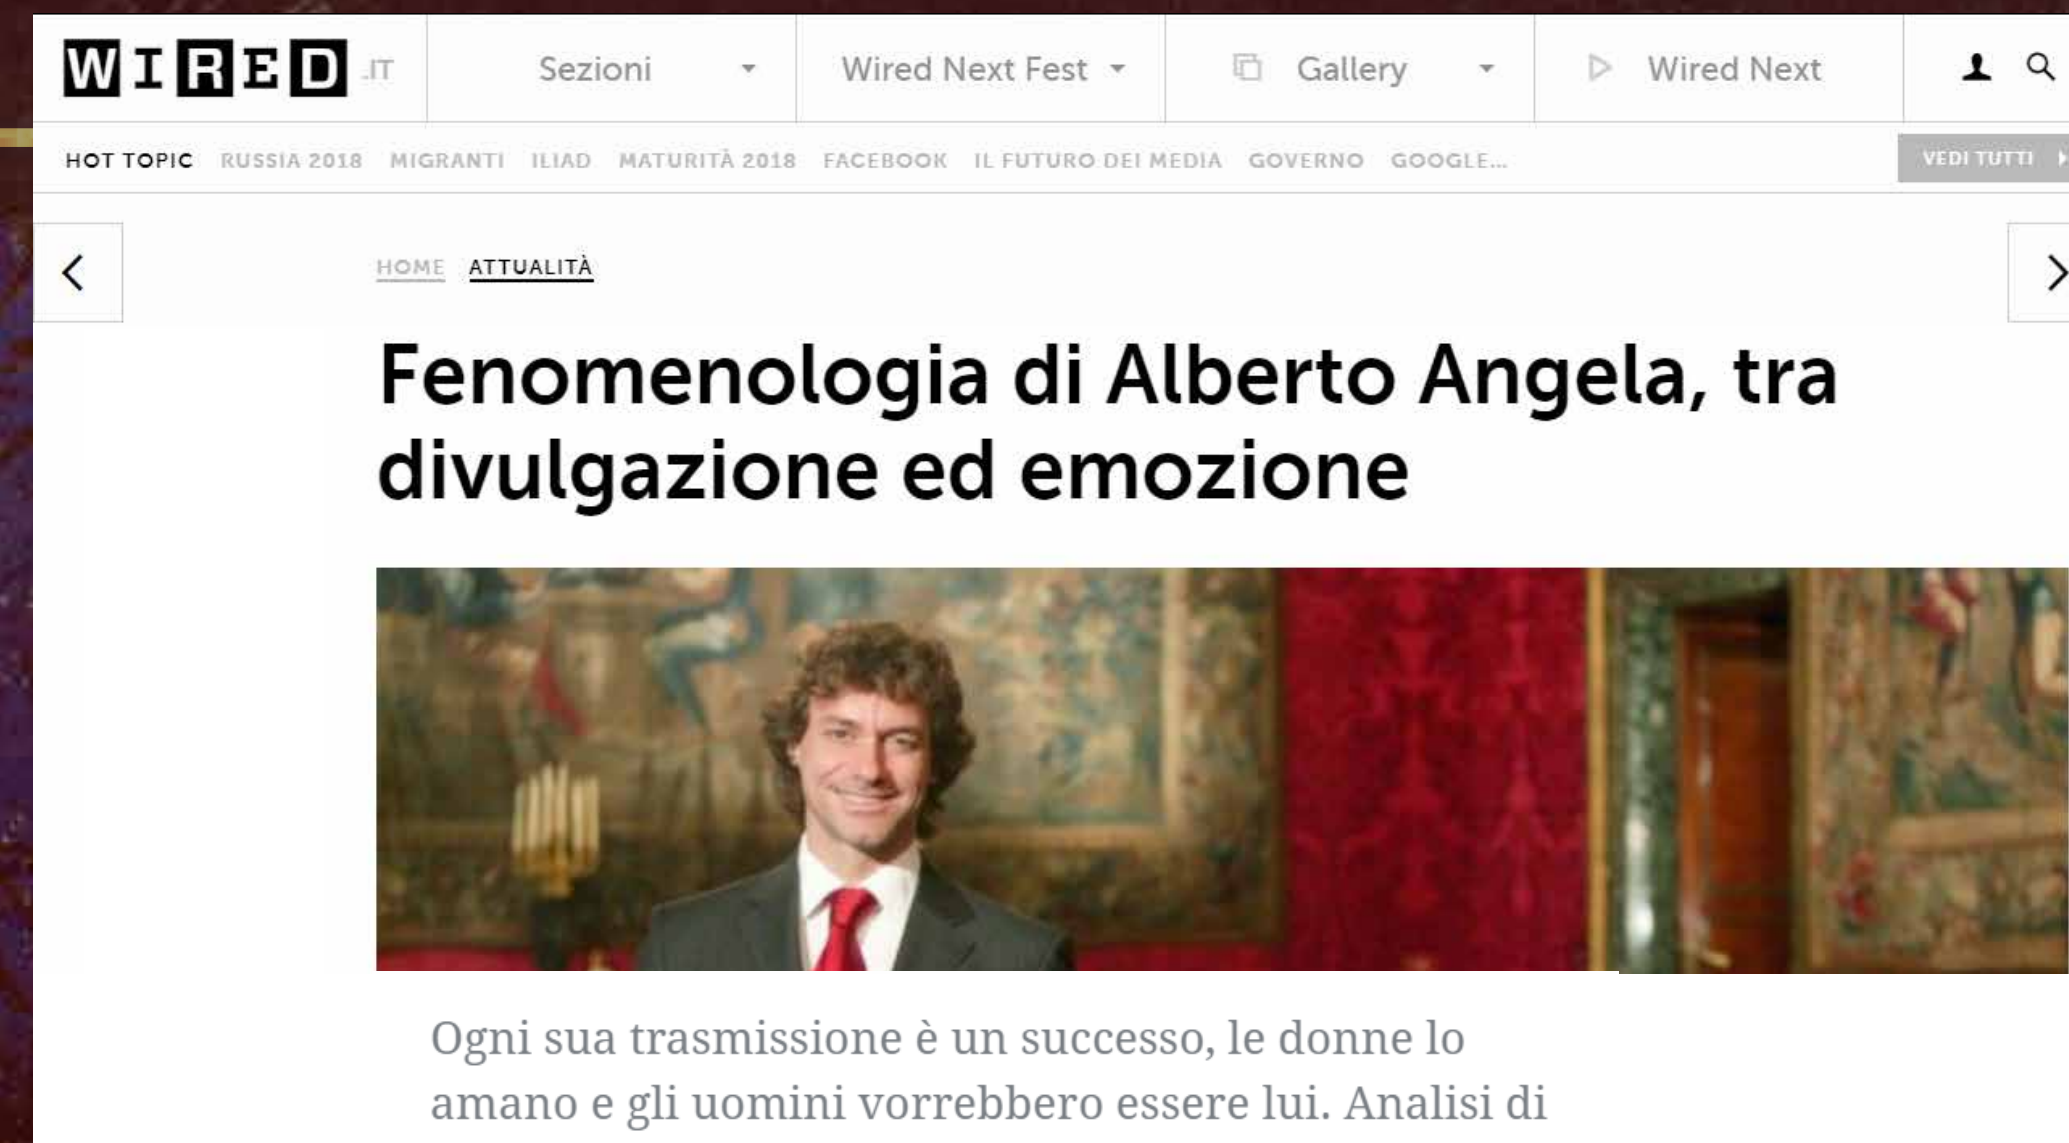 WIRED.IT
Sezioni
Wired Next Fest
Gallery
Wired Next
HOT TOPIC RUSSIA 2018 MIGRANTI ILIAD MATURITÀ 2018 FACEBOOK IL FUTURO DEI MEDIA GOVERNO GOOGLE...
VEDI TUTTI
HOME ATTUALITÀ
Fenomenologia di Alberto Angela, tra
divulgazione ed emozione
Ogni sua trasmissione è un successo, le donne lo
amano e gli uomini vorrebbero essere lui. Analisi di